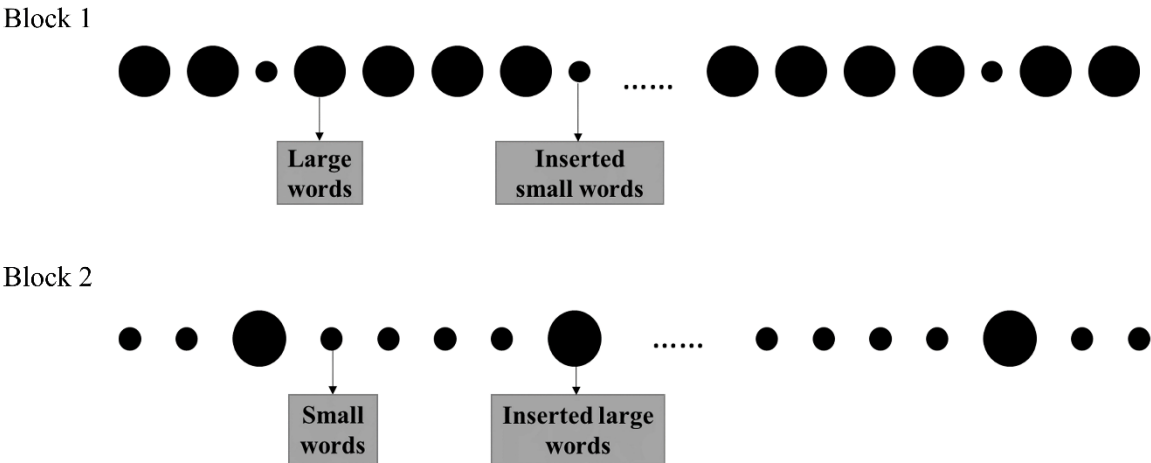 Block 1
......
Large
words
Inserted
small words
Block 2
......
Small
words
Inserted large
words